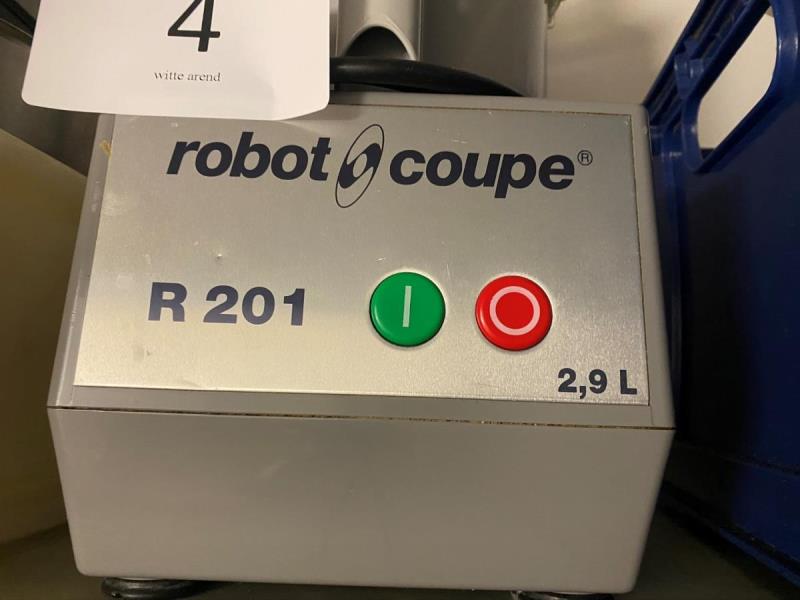 4
witte arend
robot coupe®
R 201
2,9 L